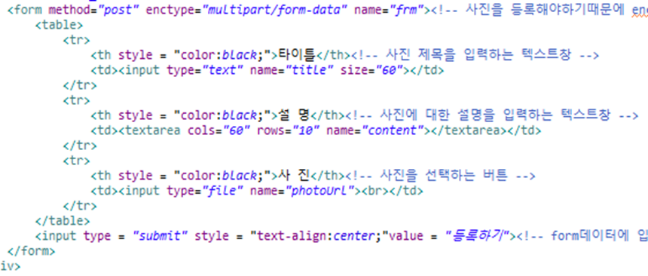 <form method="post" enctype="multipart/form-data" name="frm"><!-- 사진을 등록해야하기때문에 enc
<table>
<tr>
<th style = "color:black;">타이틀</th><!-- 사진 제목을 입력하는 텍스트창 -->
<td><input type="text" name="title" size="60"></td>
</tr>
<tr>
<th style = "color:black;">설 명</th><!-- 사진에 대한 설명을 입력하는 텍스트창 -->
<td><textarea cols="60" rows="10" name="content"></textarea></td>
</tr>
<tr>
<th style = "color:black;">사 진</th><!-- 사진을 선택하는 버튼 -->
<td><input type="file" name="photoUrl"><br></td>
</tr>
</table>
<input type = "submit" style = "text-align:center;"value = "등록하기"><!-- form데이터에 입
</form>
iv>